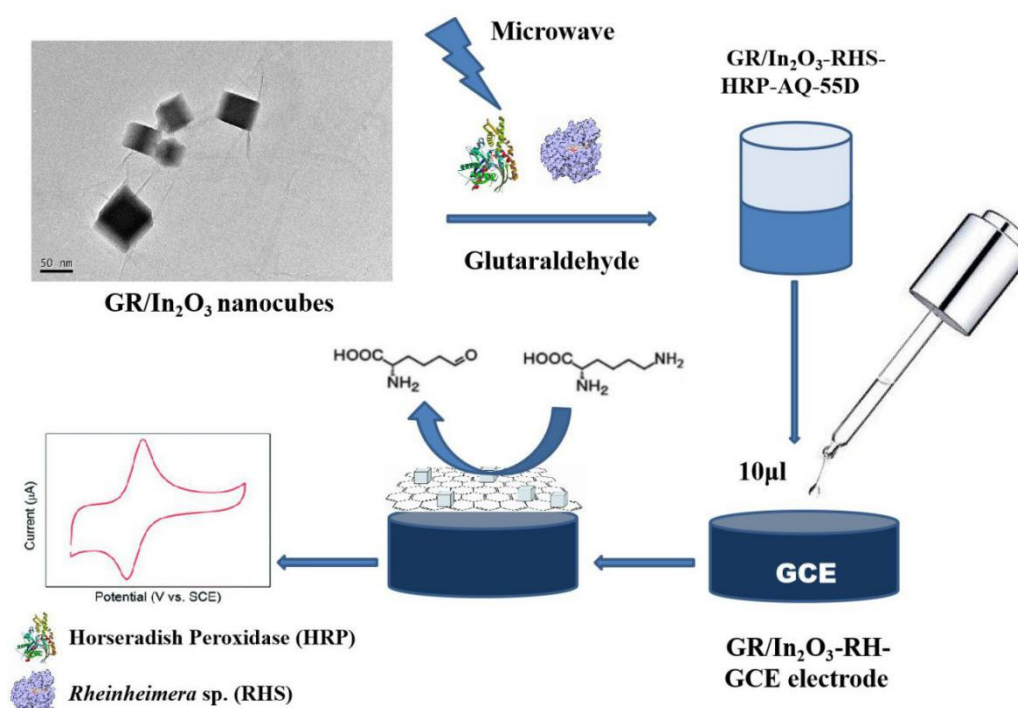 Microwave
GR/In₂O₃-RHS-
HRP-AQ-55D
50 nm
Glutaraldehyde
GR/In₂O₃ nanocubes
HOOC
O
NH₂
HOOC
NH₂
NH₂
10μl
Current (μA)
Potential (V vs. SCE)
GCE
Horseradish Peroxidase (HRP)
Rheinheimera sp. (RHS)
GR/In₂O₃-RH-
GCE electrode